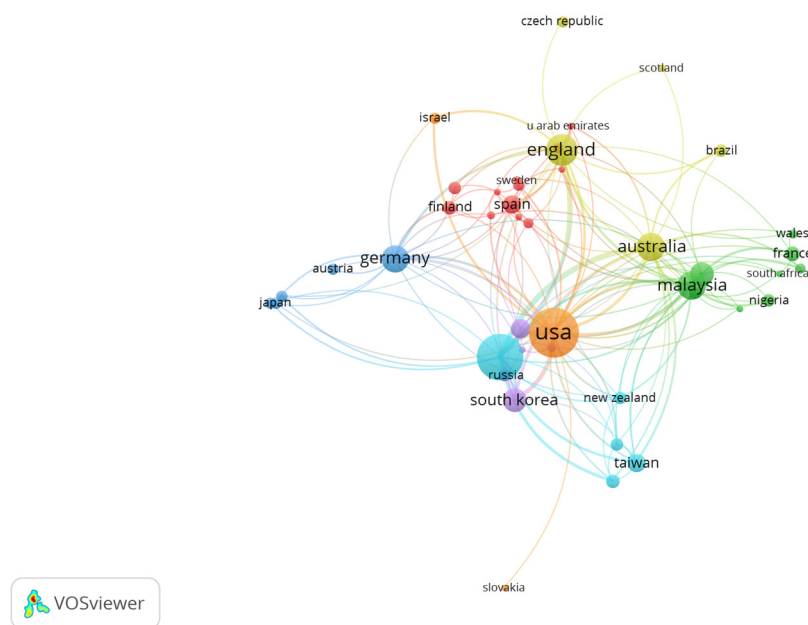 czech republic
scotland
israel
u arab emirates
england
brazil
sweden
finland
spain
wales
australia
france
germany
austria
south africa
malaysia
japan
nigeria
usa
russia
new zealand
south korea
taiwan
slovakia
VOSviewer